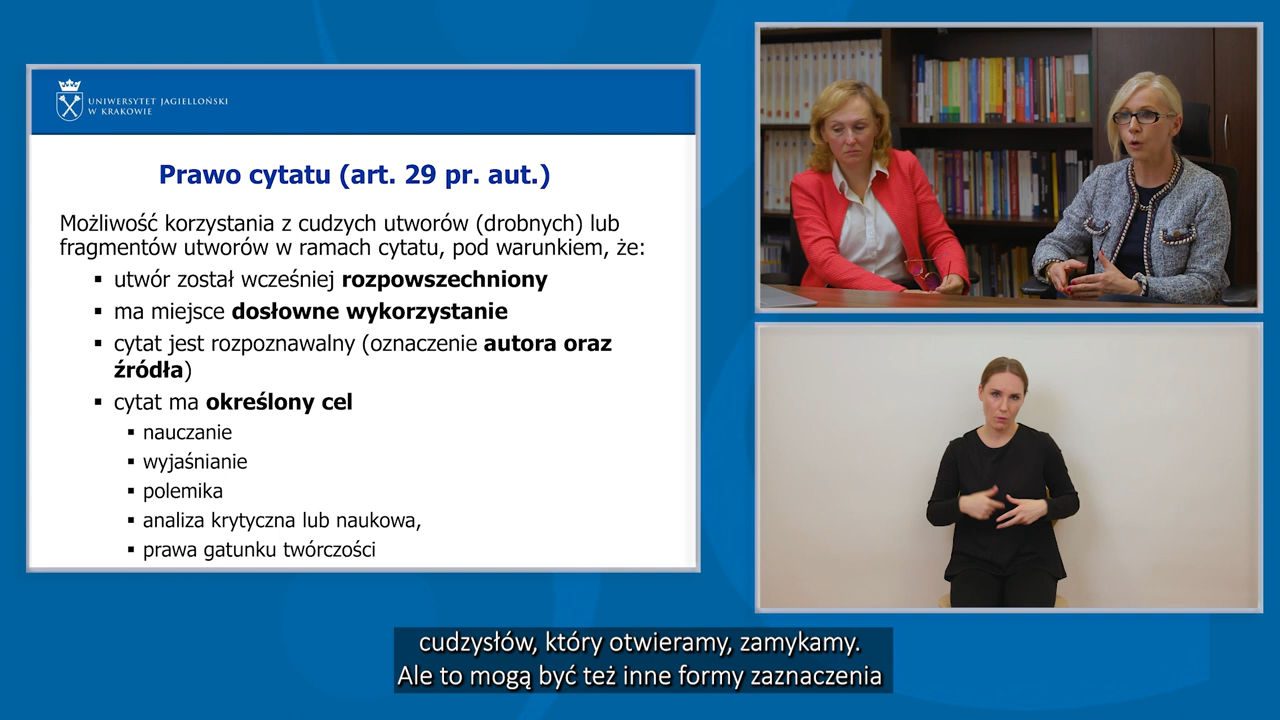 UNIWERSYTET JAGIELLOŃSKI
W KRAKOWIE
Prawo cytatu (art. 29 pr. aut.)
Możliwość korzystania z cudzych utworów (drobnych) lub
fragmentów utworów w ramach cytatu, pod warunkiem, że:
▪ utwór został wcześniej rozpowszechniony
▪ ma miejsce dosłowne wykorzystanie
▪ cytat jest rozpoznawalny (oznaczenie autora oraz
źródła)
▪ cytat ma określony cel
▪ nauczanie
▪ wyjaśnianie
▪ polemika
▪ analiza krytyczna lub naukowa,
▪ prawa gatunku twórczości
cudzysłów, który otwieramy, zamykamy.
Ale to mogą być też inne formy zaznaczenia